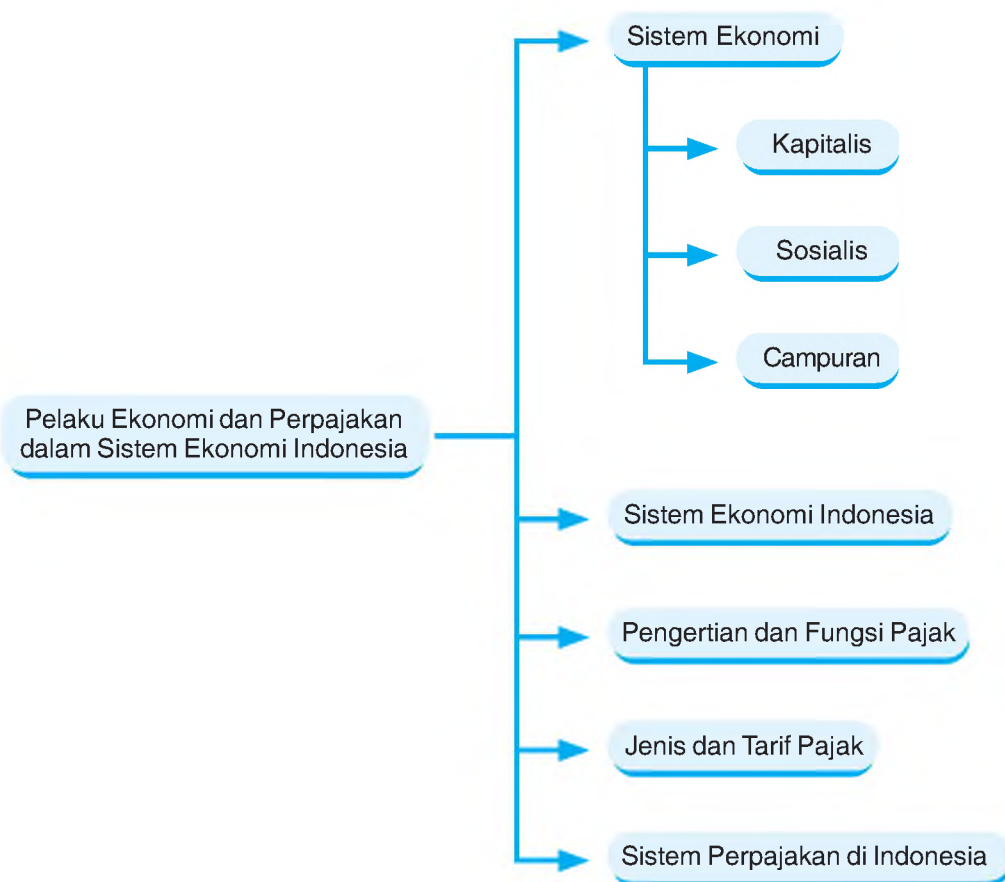 Sistem Ekonomi
Kapitalis
Sosialis
Campuran
Pelaku Ekonomi dan Perpajakan
dalam Sistem Ekonomi Indonesia
Sistem Ekonomi Indonesia
Pengertian dan Fungsi Pajak
Jenis dan Tarif Pajak
Sistem Perpajakan di Indonesia